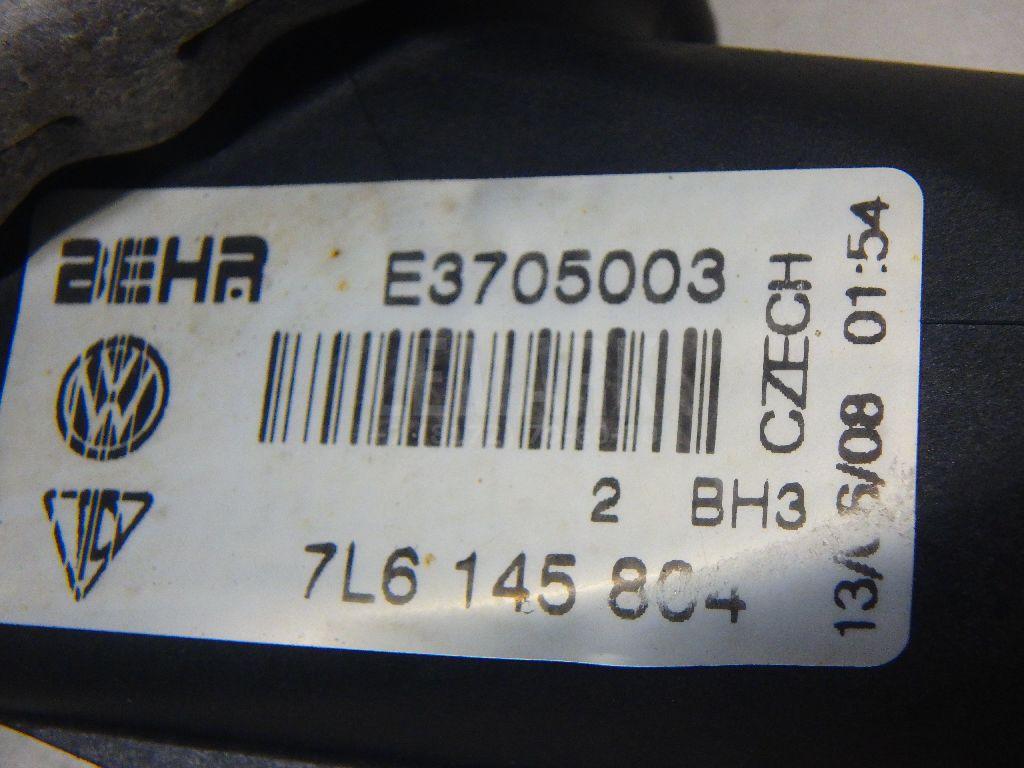 BEHR E3705003
2 BH3
7L6 145 804
CZECH
01:54